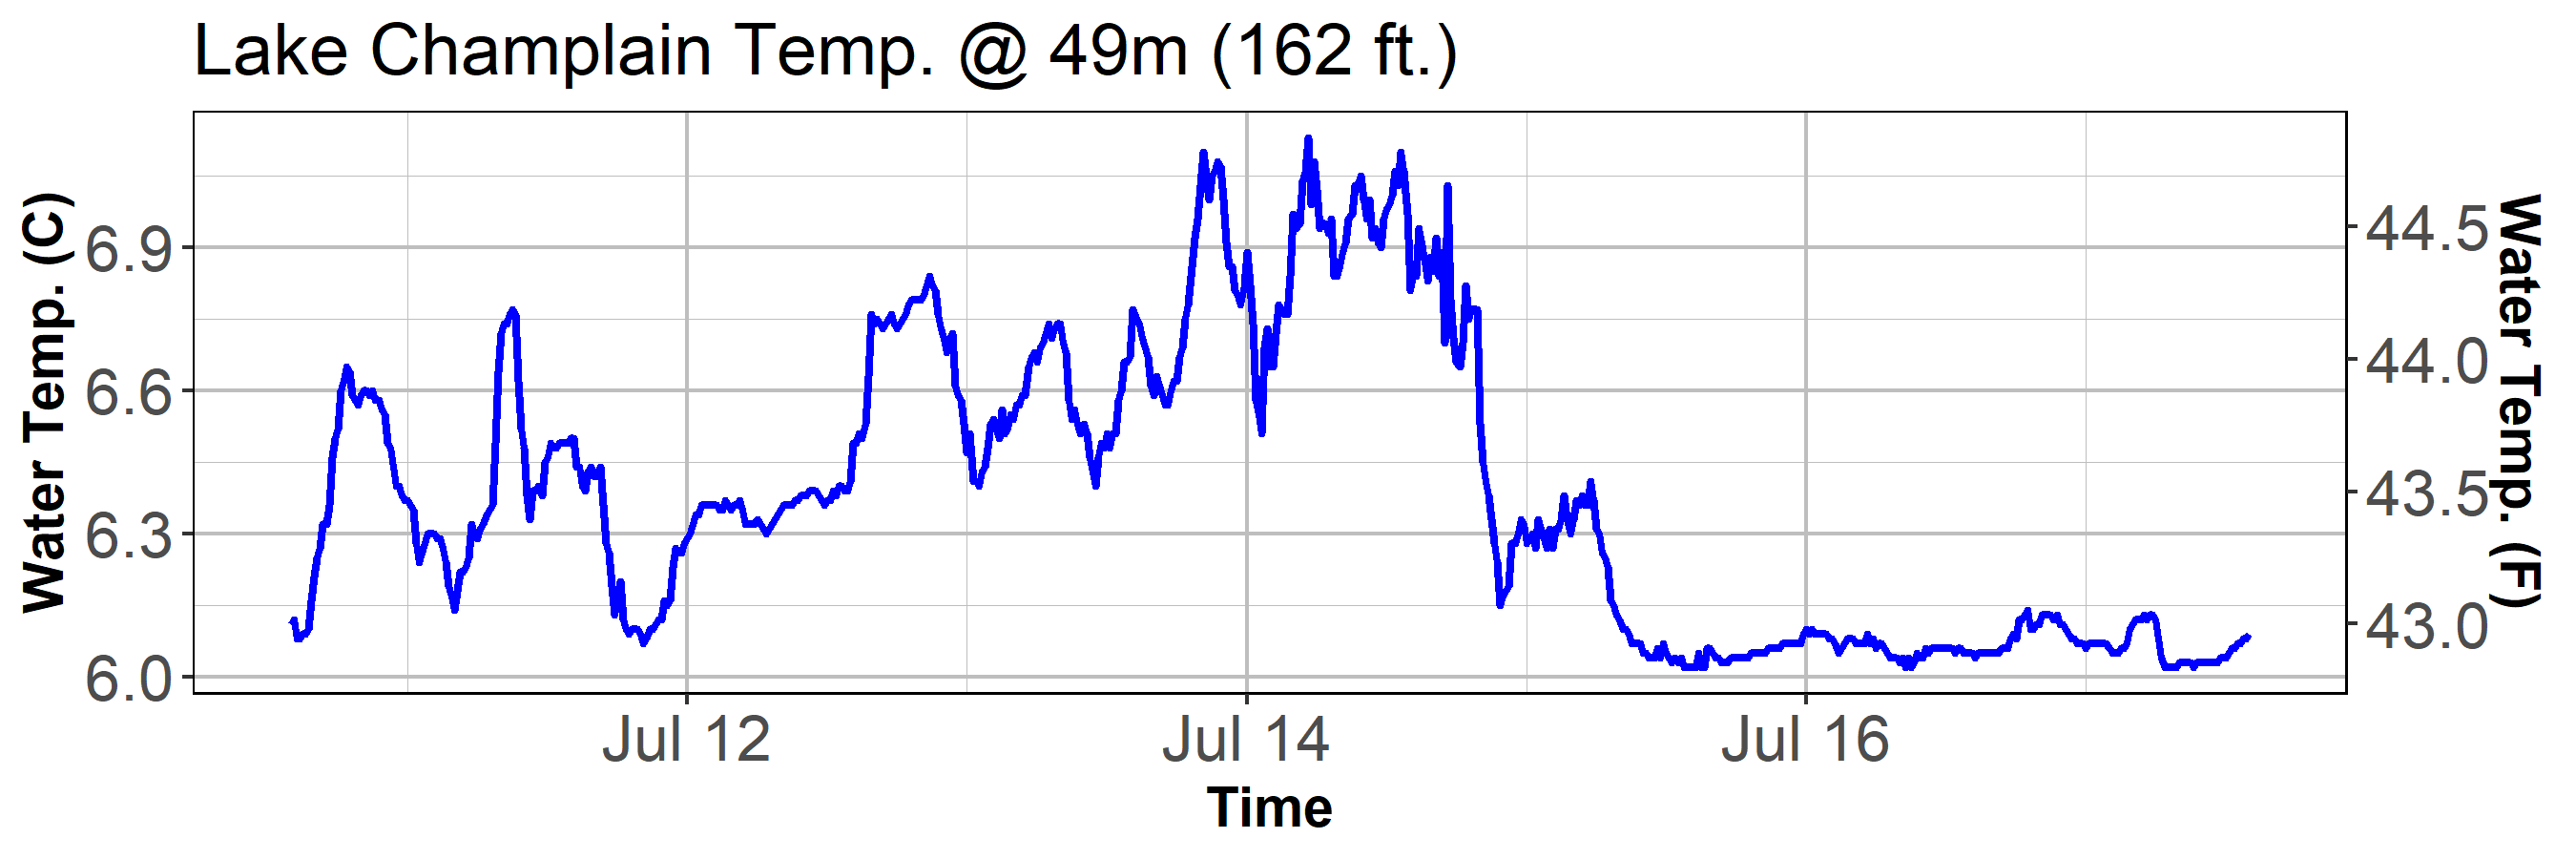 Lake Champlain Temp. @ 49m (162 ft.)
Water Temp. (C)
6.9
6.6
6.3
6.0
44.5
44.0
43.5
43.0
Water Temp. (F)
Jul 12
Jul 14
Jul 16
Time